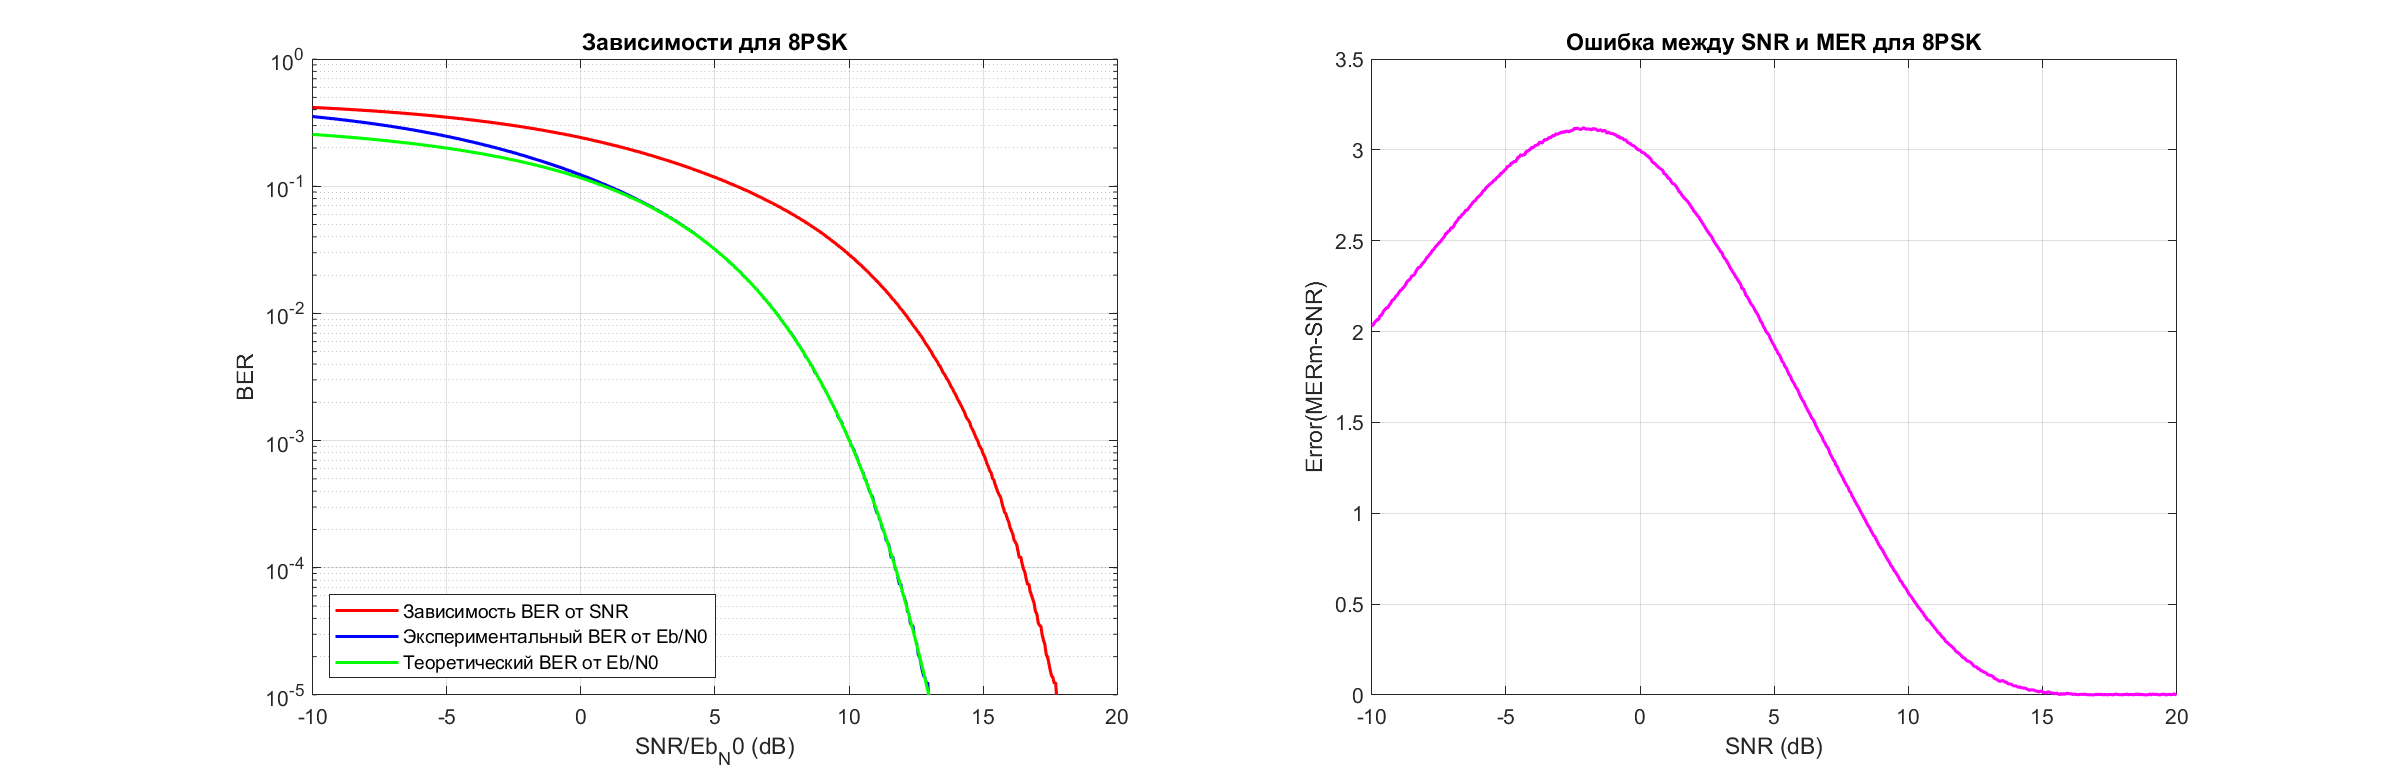 Зависимости для 8PSK
10^0
10^-1
10^-2
10^-3
10^-4
10^-5
BER
-10 -5 0 5 10 15 20
SNR/Eb_N0 (dB)
Зависимость BER от SNR
Экспериментальный BER от Eb/N0
Теоретический BER от Eb/N0
Ошибка между SNR и MER для 8PSK
3.5
3
2.5
2
1.5
1
0.5
0
Error(MERm-SNR)
-10 -5 0 5 10 15 20
SNR (dB)